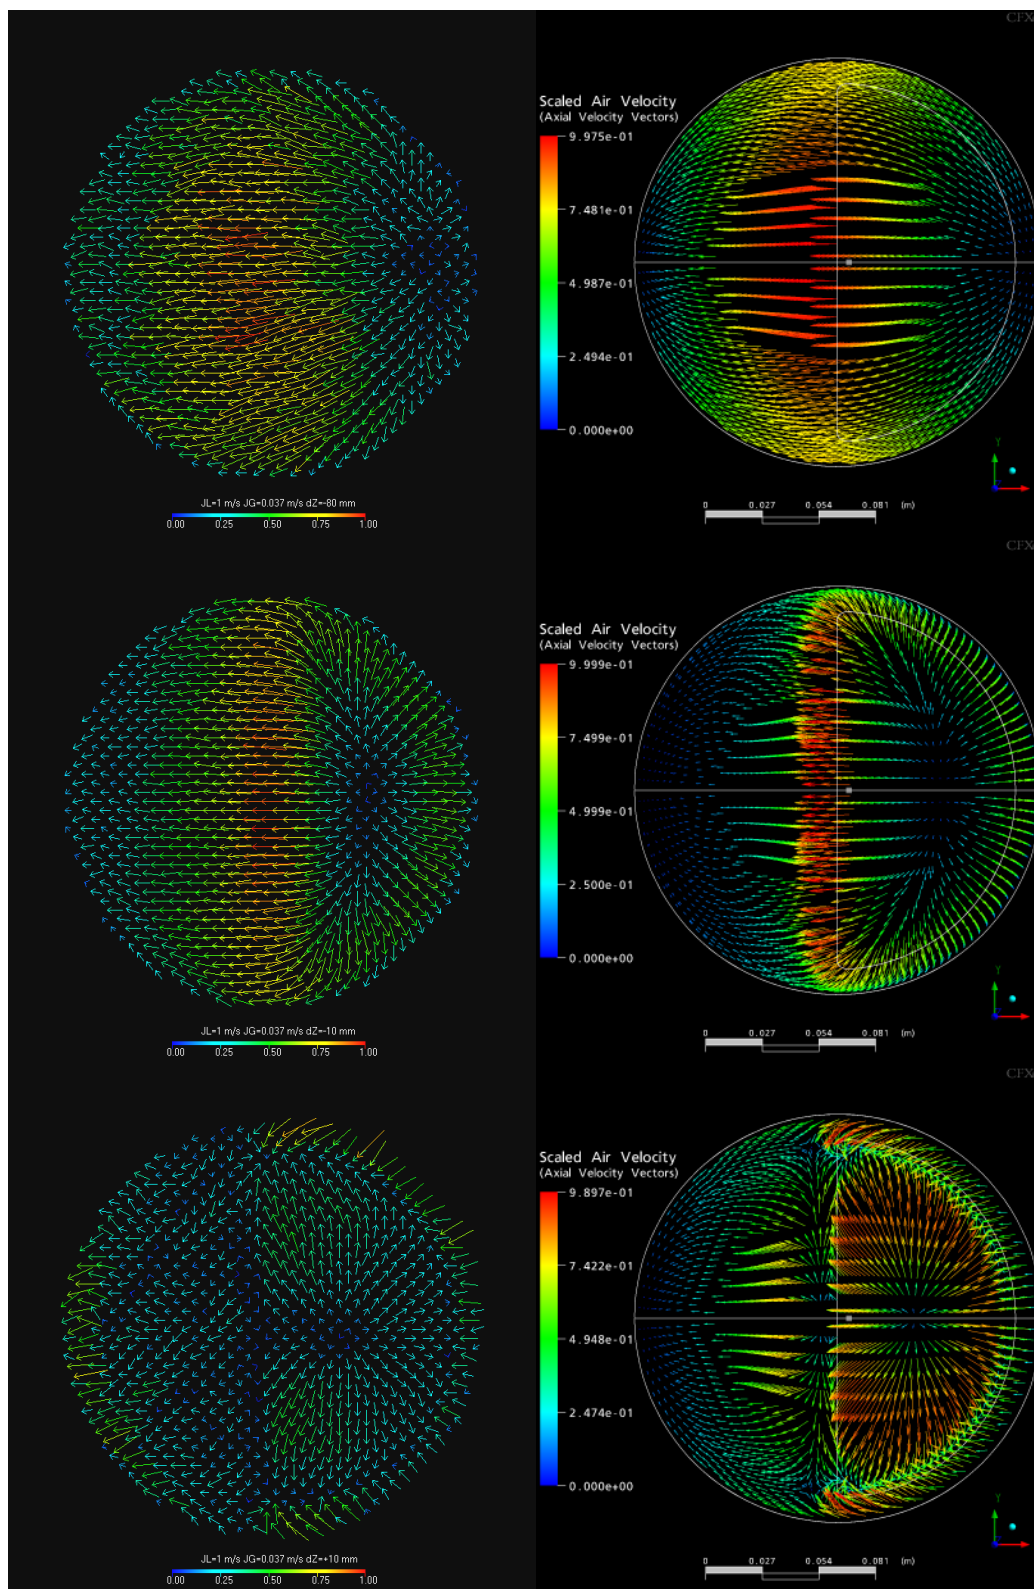 CFX
Scaled Air Velocity
(Axial Velocity Vectors)
9.975e-01
7.481e-01
4.987e-01
2.494e-01
0.000e+00
Y
0 0.027 0.054 0.081 (m)
JL=1 m/s JG=0.037 m/s dZ=-80 mm
0.00 0.25 0.50 0.75 1.00
CFX
Scaled Air Velocity
(Axial Velocity Vectors)
9.999e-01
7.499e-01
4.999e-01
2.500e-01
0.000e+00
Y
0 0.027 0.054 0.081 (m)
JL=1 m/s JG=0.037 m/s dZ=-10 mm
0.00 0.25 0.50 0.75 1.00
CFX
Scaled Air Velocity
(Axial Velocity Vectors)
9.897e-01
7.422e-01
4.948e-01
2.474e-01
0.000e+00
Y
0 0.027 0.054 0.081 (m)
JL=1 m/s JG=0.037 m/s dZ=+10 mm
0.00 0.25 0.50 0.75 1.00